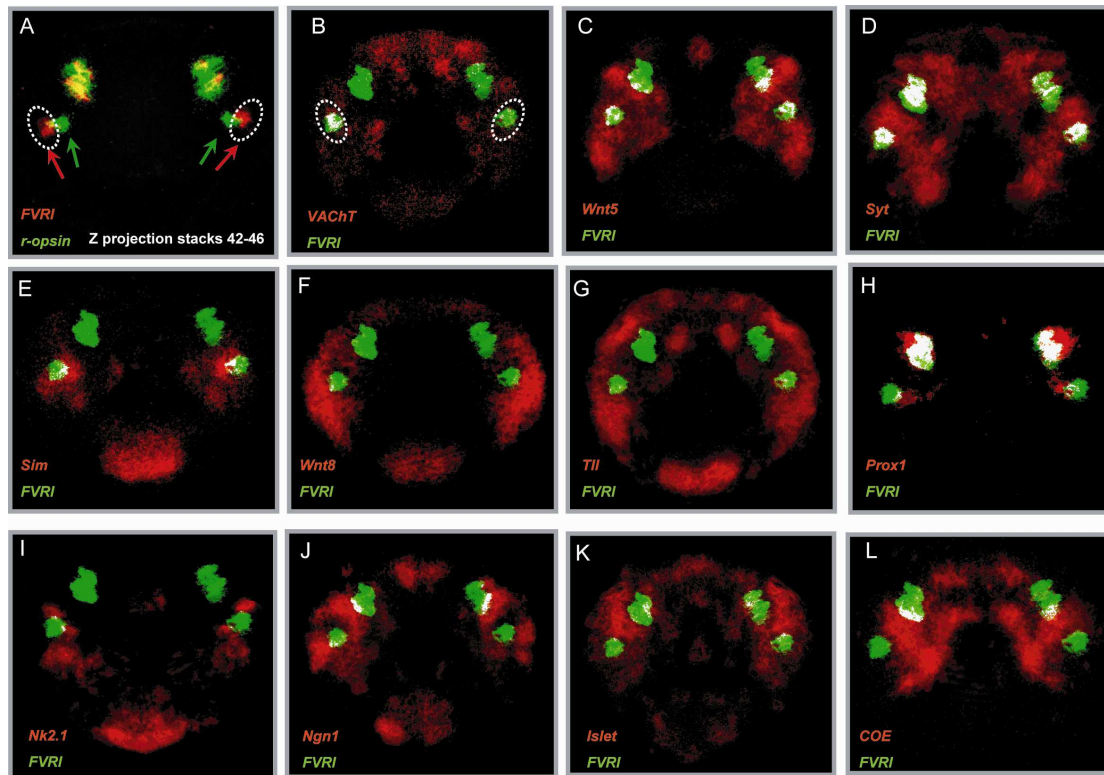 A
FVRI
r-opsin
Z projection stacks 42-46
B
VAChT
FVRI
C
Wnt5
FVRI
D
Syt
FVRI
E
Sim
FVRI
F
Wnt8
FVRI
G
Tll
FVRI
H
Prox1
FVRI
I
Nk2.1
FVRI
J
Ngn1
FVRI
K
Islet
FVRI
L
COE
FVRI